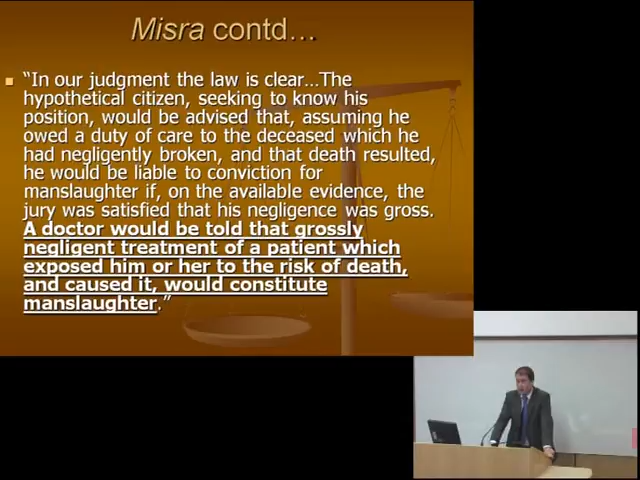 Misra contd…
“In our judgment the law is clear…The
hypothetical citizen, seeking to know his
position, would be advised that, assuming he
owed a duty of care to the deceased which he
had negligently broken, and that death resulted,
he would be liable to conviction for
manslaughter if, on the available evidence, the
jury was satisfied that his negligence was gross.
A doctor would be told that grossly
negligent treatment of a patient which
exposed him or her to the risk of death,
and caused it, would constitute
manslaughter.”